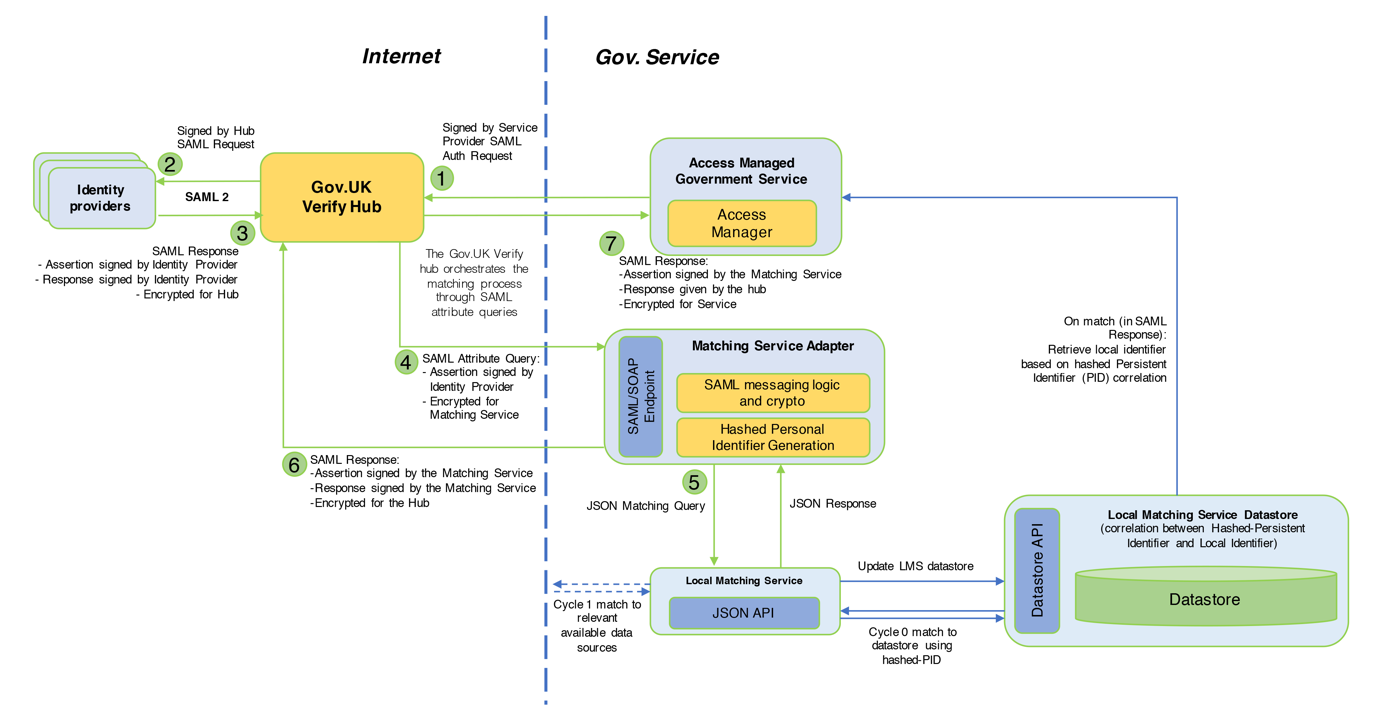 Internet
Gov. Service
Signed by Hub
SAML Request
2
SAML 2
Identity
providers
3
SAML Response
- Assertion signed by Identity Provider
- Response signed by Identity Provider
- Encrypted for Hub
Gov.UK
Verify Hub
Signed by Service
Provider SAML
Auth Request
1
The Gov.UK Verify
hub orchestrates the
matching process
through SAML
attribute queries
Access Managed
Government Service
Access
Manager
7
SAML Response:
-Assertion signed by the Matching Service
-Response given by the hub
-Encrypted for Service
4
SAML Attribute Query:
- Assertion signed by
Identity Provider
- Encrypted for
Matching Service
Matching Service Adapter
SAML/SOAP
Endpoint
SAML messaging logic
and crypto
Hashed Personal
Identifier Generation
On match (in SAML
Response):
Retrieve local identifier
based on hashed Persistent
Identifier (PID) correlation
6
SAML Response:
-Assertion signed by the Matching Service
-Response signed by the Matching Service
-Encrypted for the Hub
5
JSON Matching Query
JSON Response
Local Matching Service
JSON API
Cycle 1 match to
relevant
available data
sources
Update LMS datastore
Cycle 0 match to
datastore using
hashed-PID
Local Matching Service Datastore
(correlation between Hashed-Persistent
Identifier and Local Identifier)
Datastore API
Datastore